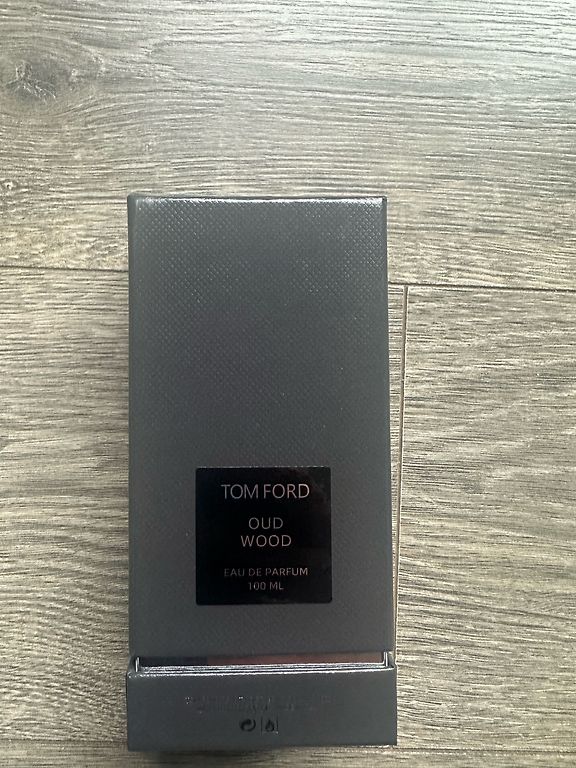 TOM FORD
OUD
WOOD
EAU DE PARFUM
100 ML